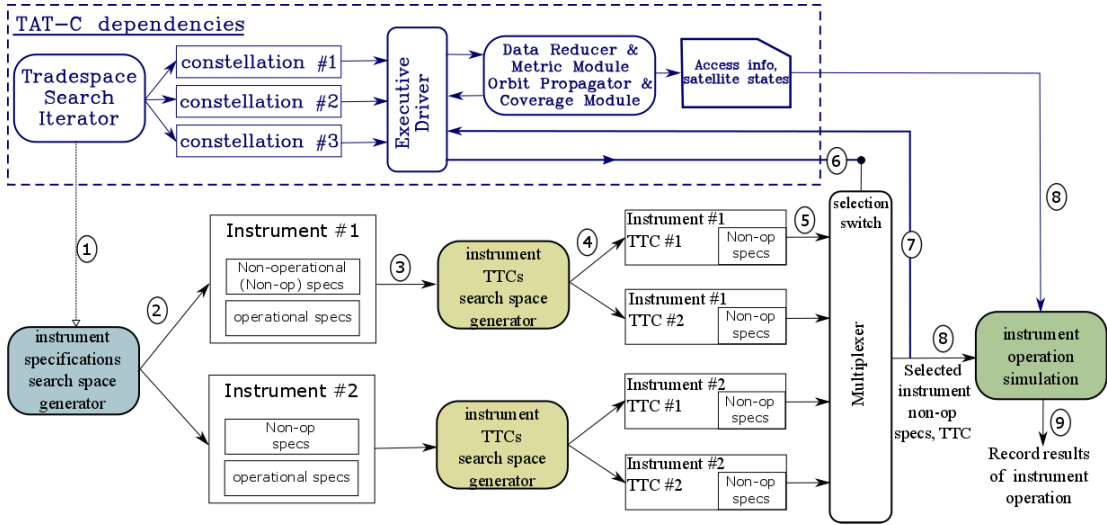 TAT-C dependencies
Tradespace
Search
Iterator
constellation #1
constellation #2
constellation #3
Executive
Driver
Data Reducer &
Metric Module
Orbit Propagator &
Coverage Module
Access info,
satellite states
6
8
1
2
Instrument #1
Non-operational
(Non-op) specs
operational specs
3
instrument
TTCs
search space
generator
4
Instrument #1
TTC #1
Non-op
specs
5
Instrument #1
TTC #2
Non-op
specs
selection
switch
Multiplexer
7
instrument
specifications
search space
generator
Instrument #2
Non-op
specs
operational specs
instrument
TTCs
search space
generator
Instrument #2
TTC #1
Non-op
specs
Instrument #2
TTC #2
Non-op
specs
8
Selected
instrument
non-op
specs, TTC
instrument
operation
simulation
9
Record results
of instrument
operation